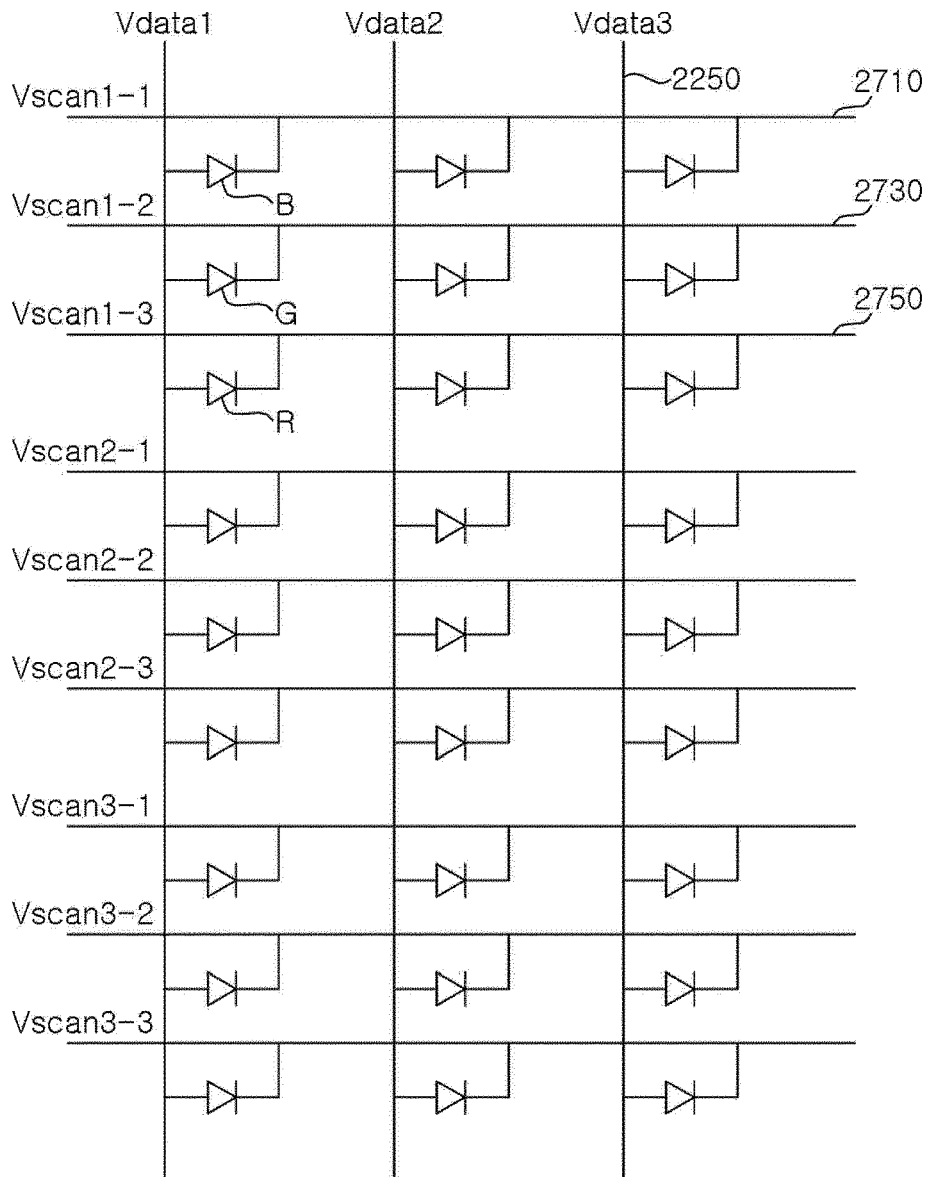 Vdata1 Vdata2 Vdata3
2250
2710
Vscan1-1
B
Vscan1-2
2730
G
Vscan1-3
2750
R
Vscan2-1
Vscan2-2
Vscan2-3
Vscan3-1
Vscan3-2
Vscan3-3